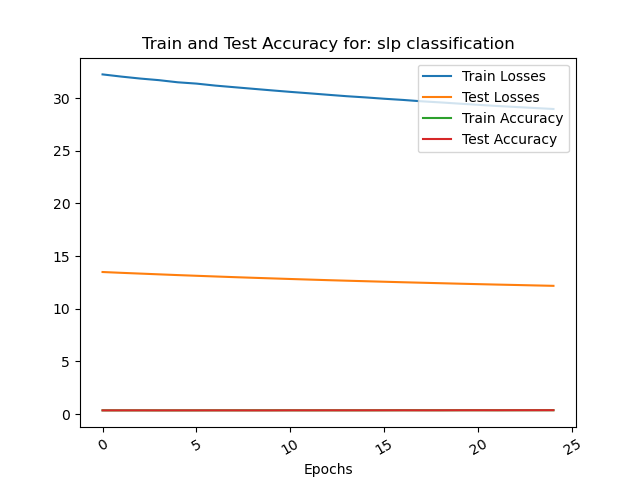 Train and Test Accuracy for: slp classification
Train Losses
Test Losses
Train Accuracy
Test Accuracy
30
25
20
15
10
5
0
0 5 10 15 20 25
Epochs